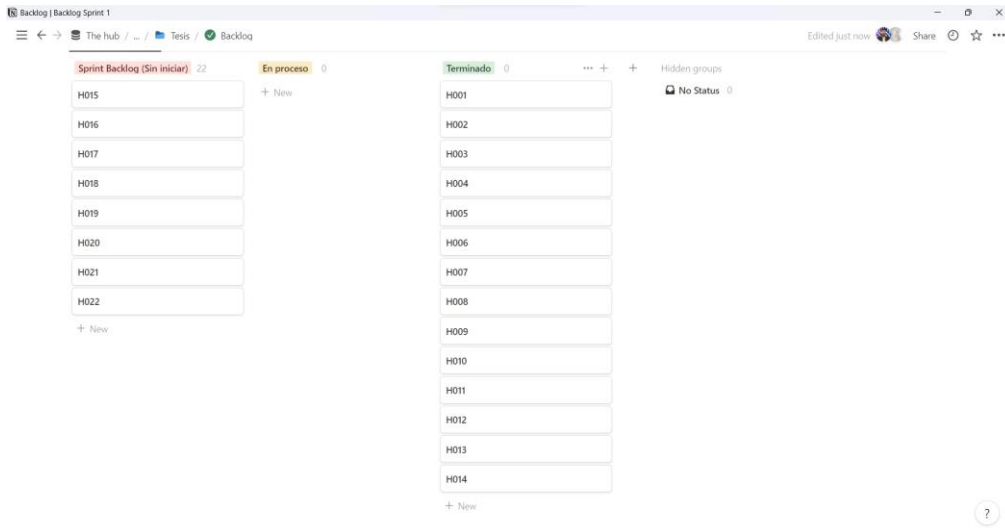 Backlog | Backlog Sprint 1
The hub / ... / Tesis / Backlog
Edited just now Share
Sprint Backlog (Sin iniciar) 22
H015
H016
H017
H018
H019
H020
H021
H022
+ New
En proceso 0
+ New
Terminado 0
H001
H002
H003
H004
H005
H006
H007
H008
H009
H010
H011
H012
H013
H014
+ New
Hidden groups
No Status 0
?